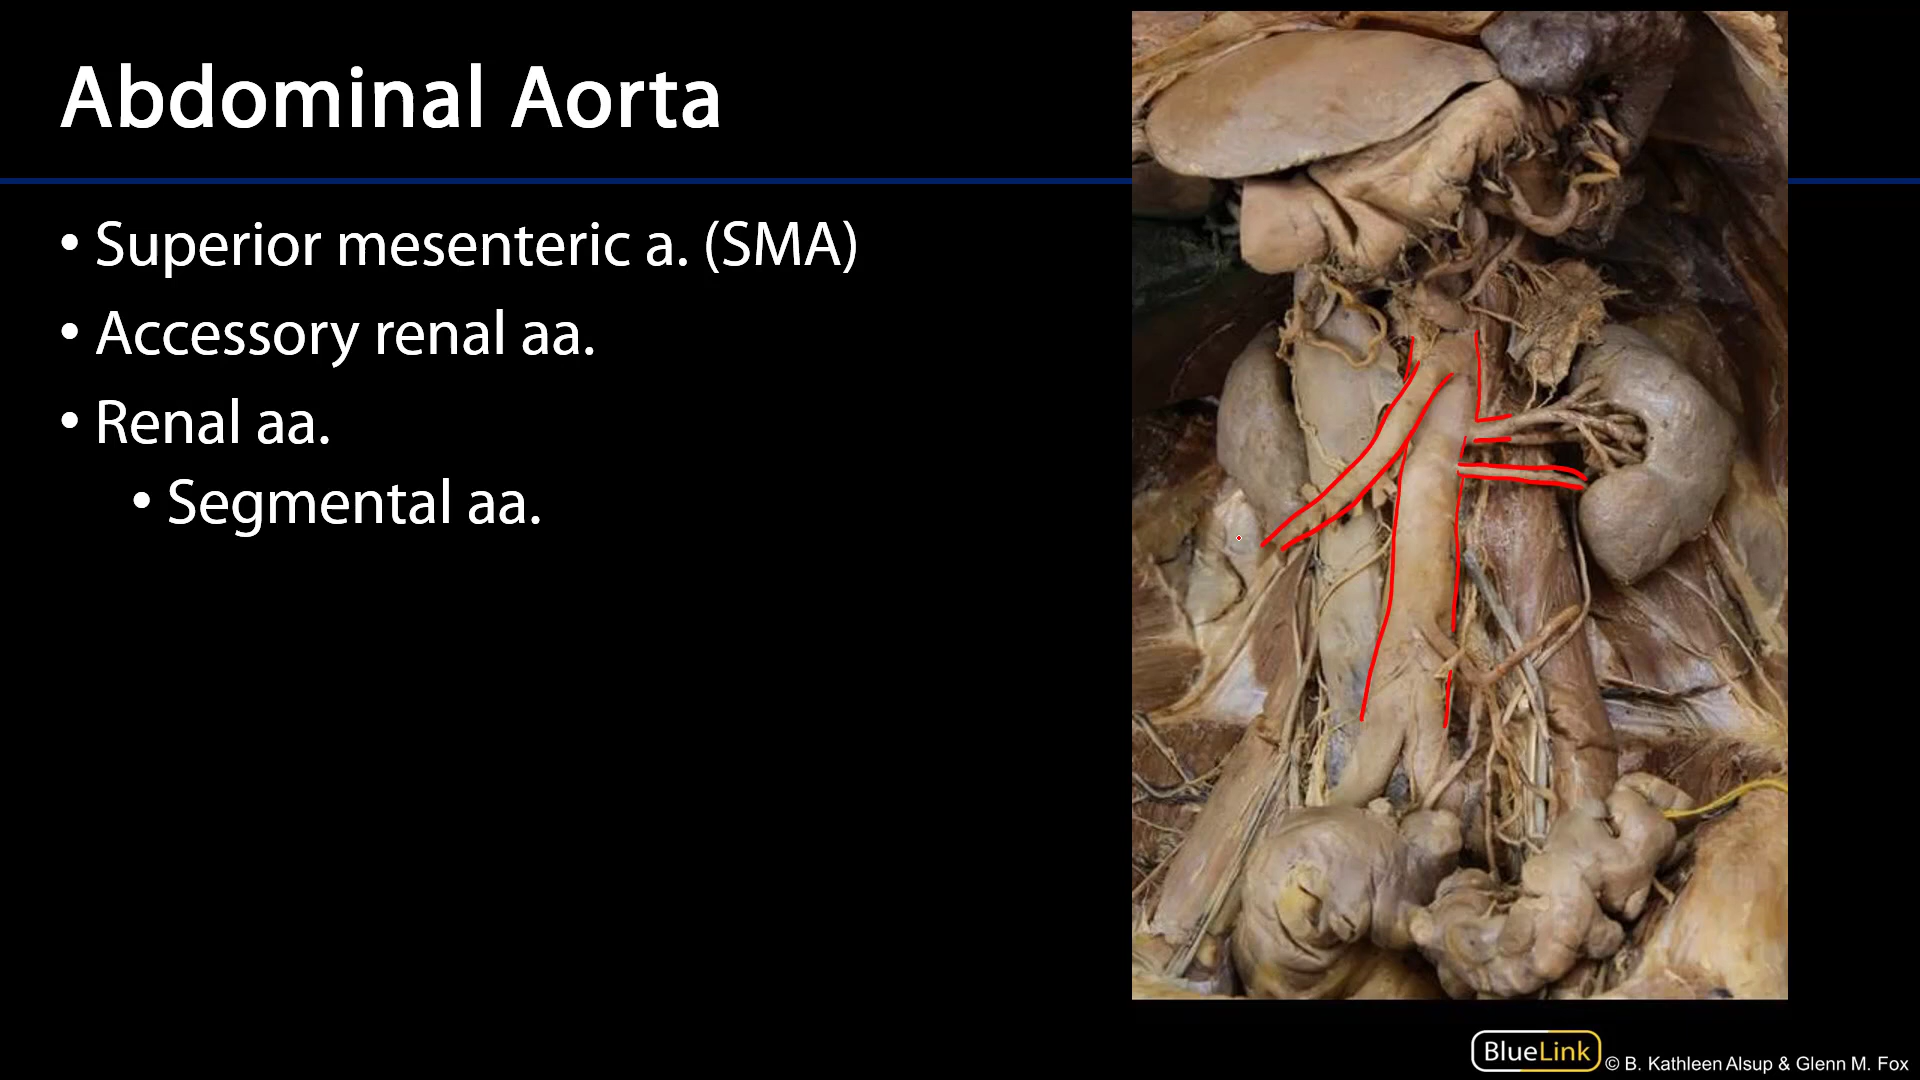 Abdominal Aorta
• Superior mesenteric a. (SMA)
• Accessory renal aa.
• Renal aa.
• Segmental aa.
BlueLink © B. Kathleen Alsup & Glenn M. Fox